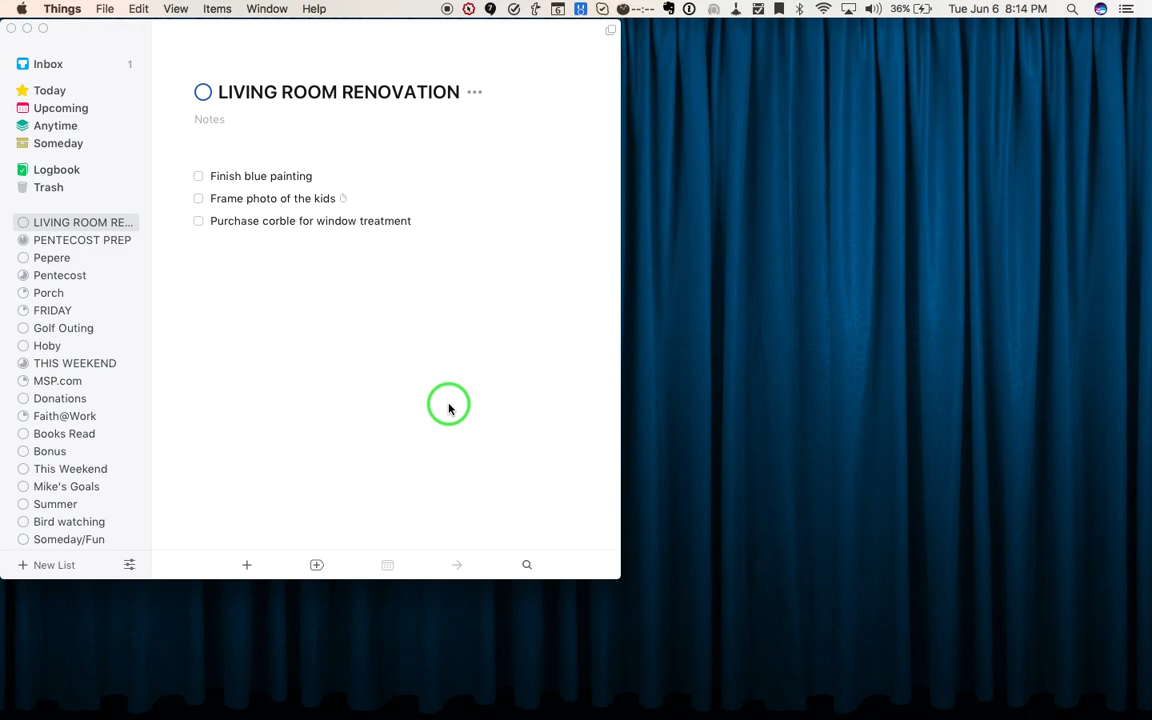 Things File Edit View Items Window Help 36% Tue Jun 6 8:14 PM
Inbox 1
Today
Upcoming
Anytime
Someday
Logbook
Trash
LIVING ROOM RE...
PENTECOST PREP
Pepere
Pentecost
Porch
FRIDAY
Golf Outing
Hoby
THIS WEEKEND
MSP.com
Donations
Faith@Work
Books Read
Bonus
This Weekend
Mike's Goals
Summer
Bird watching
Someday/Fun
+ New List
LIVING ROOM RENOVATION ...
Notes
Finish blue painting
Frame photo of the kids
Purchase corble for window treatment